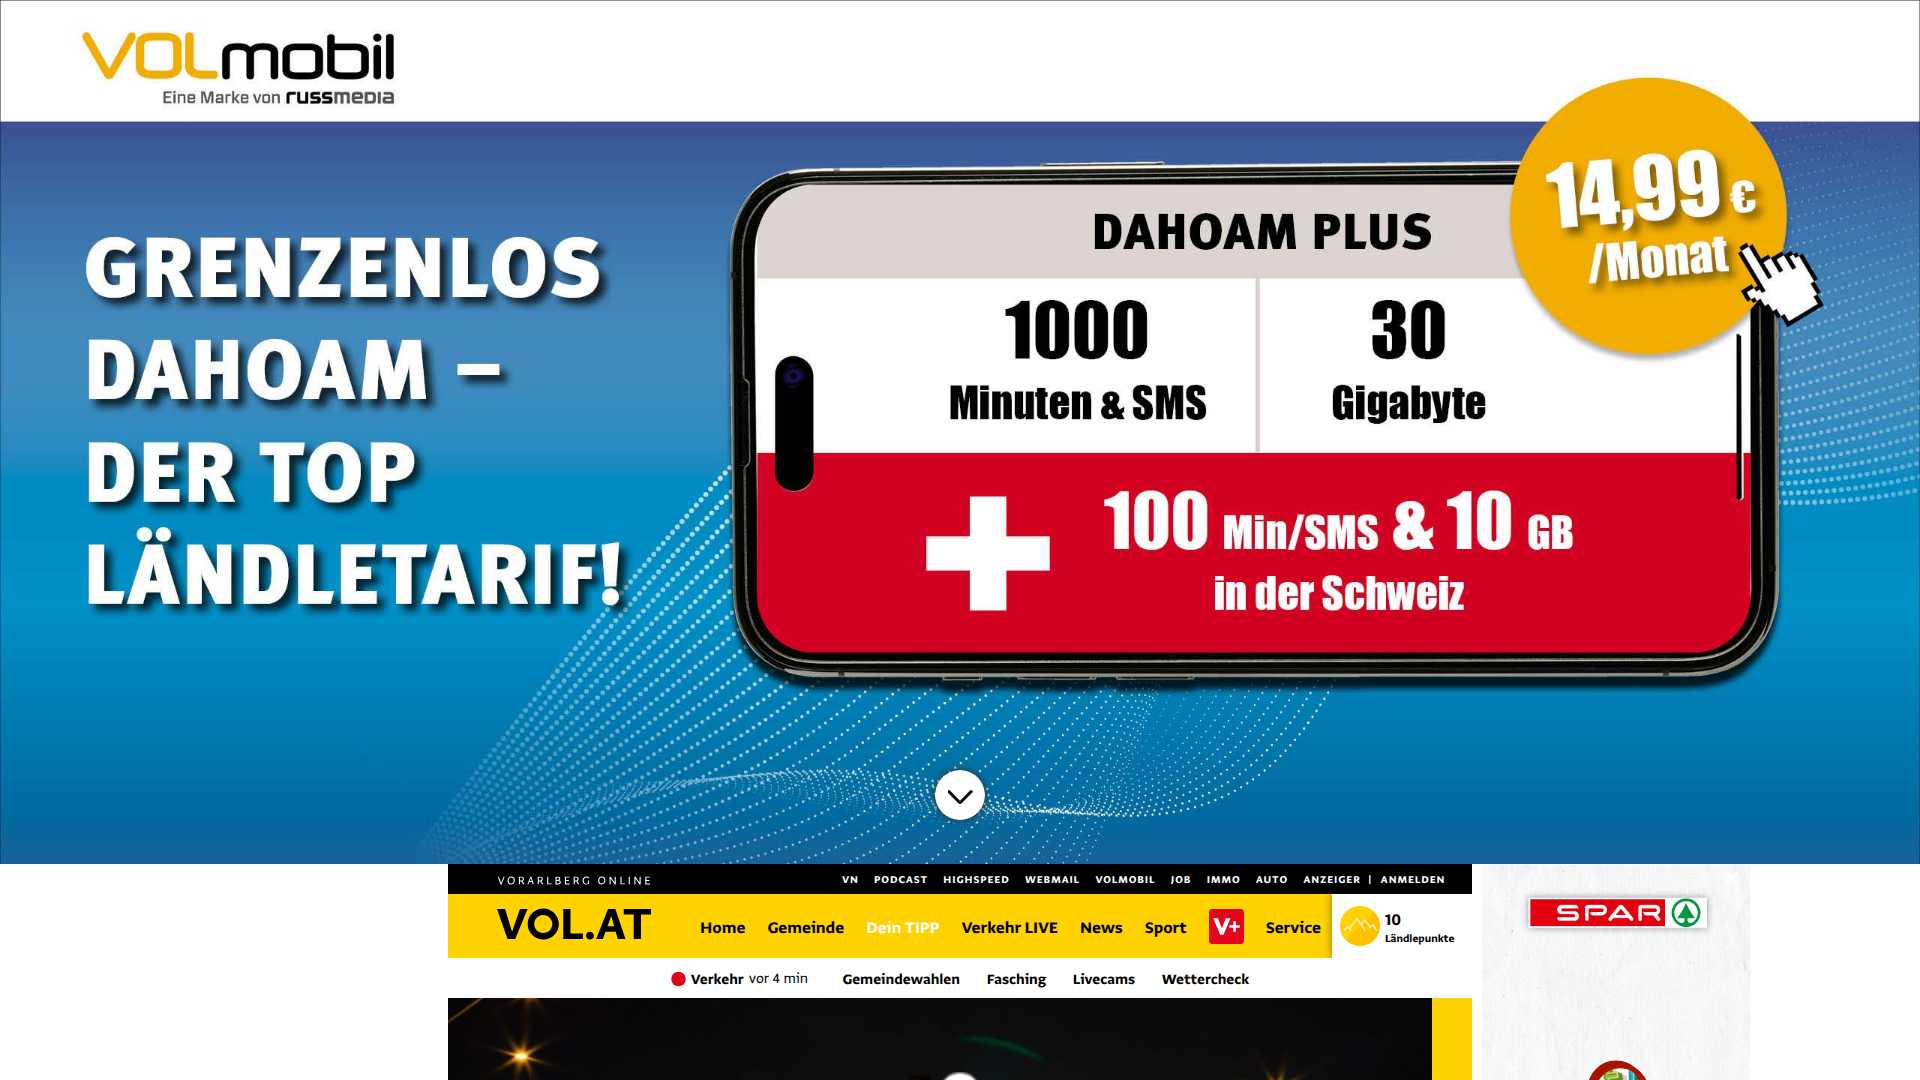 VOLmobil
Eine Marke von russmedia
GRENZENLOS
DAHOAM –
DER TOP
LÄNDLETARIF!
DAHOAM PLUS
14,99 €
/Monat
1000
Minuten & SMS
30
Gigabyte
100 Min/SMS & 10 GB
in der Schweiz
VORARLBERG ONLINE
VN PODCAST HIGHSPEED WEBMAIL VOLMOBIL JOB IMMO AUTO ANZEIGER | ANMELDEN
VOL.AT
Home Gemeinde Dein TIPP Verkehr LIVE News Sport V+ Service
10
Ländlepunkte
Verkehr vor 4 min Gemeindewahlen Fasching Livecams Wettercheck
SPAR